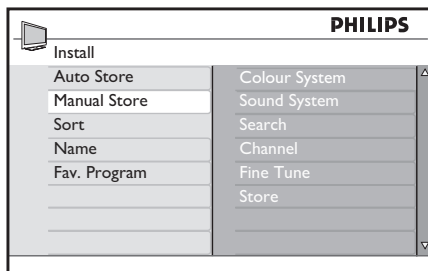 PHILIPS
Install
Auto Store
Manual Store
Sort
Name
Fav. Program
Colour System
Sound System
Search
Channel
Fine Tune
Store